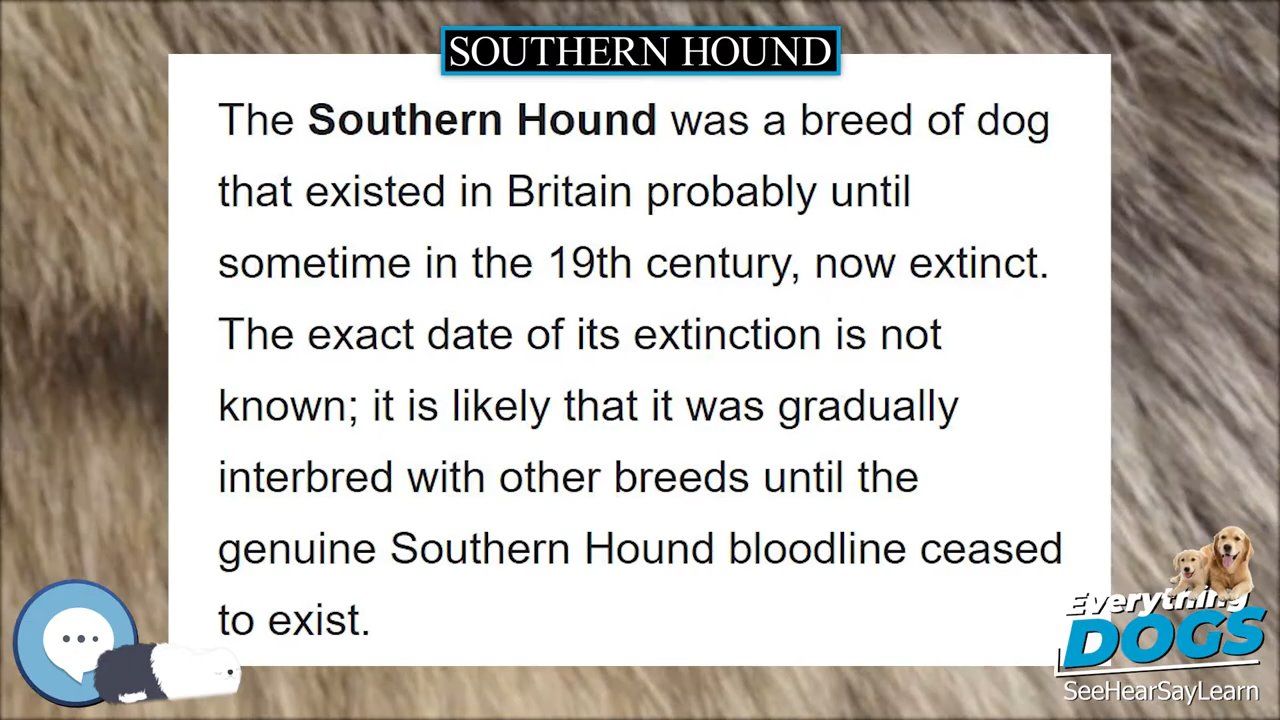 SOUTHERN HOUND
The Southern Hound was a breed of dog
that existed in Britain probably until
sometime in the 19th century, now extinct.
The exact date of its extinction is not
known; it is likely that it was gradually
interbred with other breeds until the
genuine Southern Hound bloodline ceased
to exist.
Everything
DOGS
SeeHearSayLearn